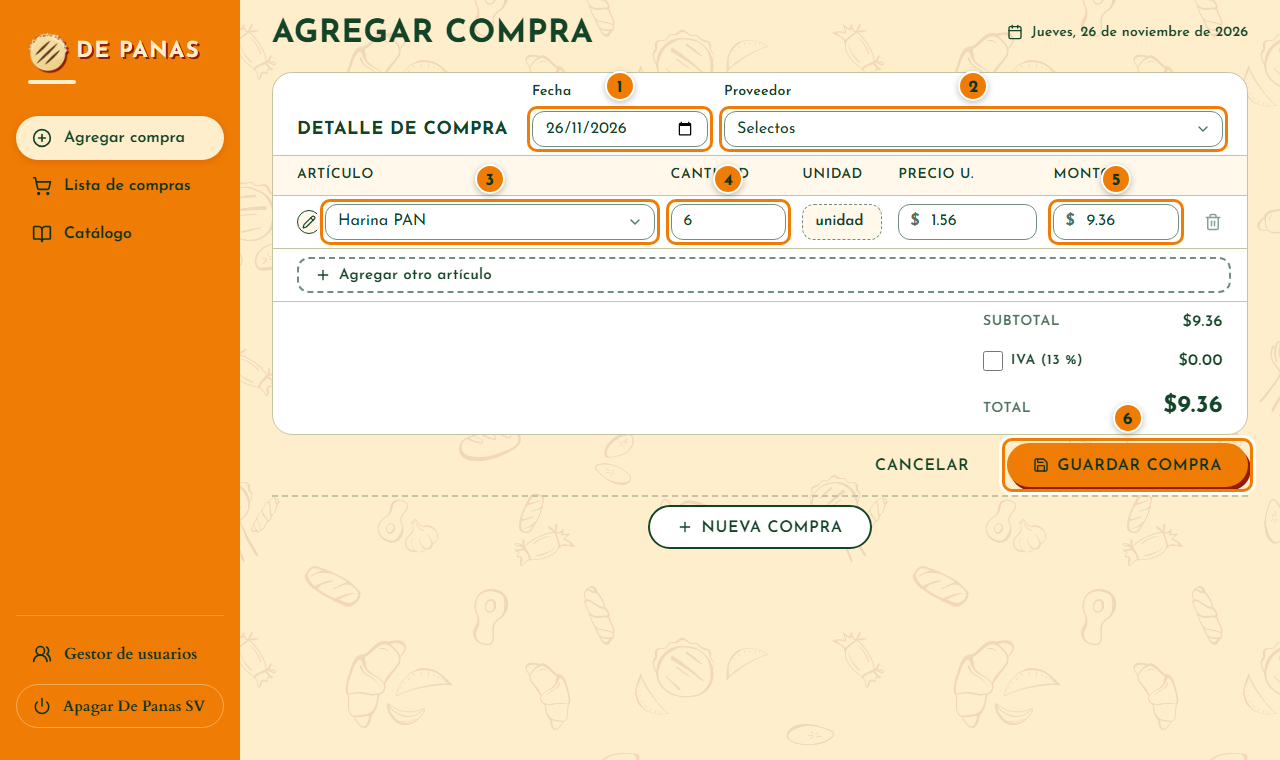 DE PANAS
Agregar compra
Lista de compras
Catálogo
Gestor de usuarios
Apagar De Panas SV
AGREGAR COMPRA
Jueves, 26 de noviembre de 2026
Fecha
1
Proveedor
2
DETALLE DE COMPRA
26/11/2026
Selectos
ARTÍCULO
3
4
UNIDAD
PRECIO U.
5
Harina PAN
6
unidad
$ 1.56
$ 9.36
+ Agregar otro artículo
SUBTOTAL
$9.36
IVA (13 %)
$0.00
TOTAL
$9.36
6
CANCELAR
GUARDAR COMPRA
+ NUEVA COMPRA